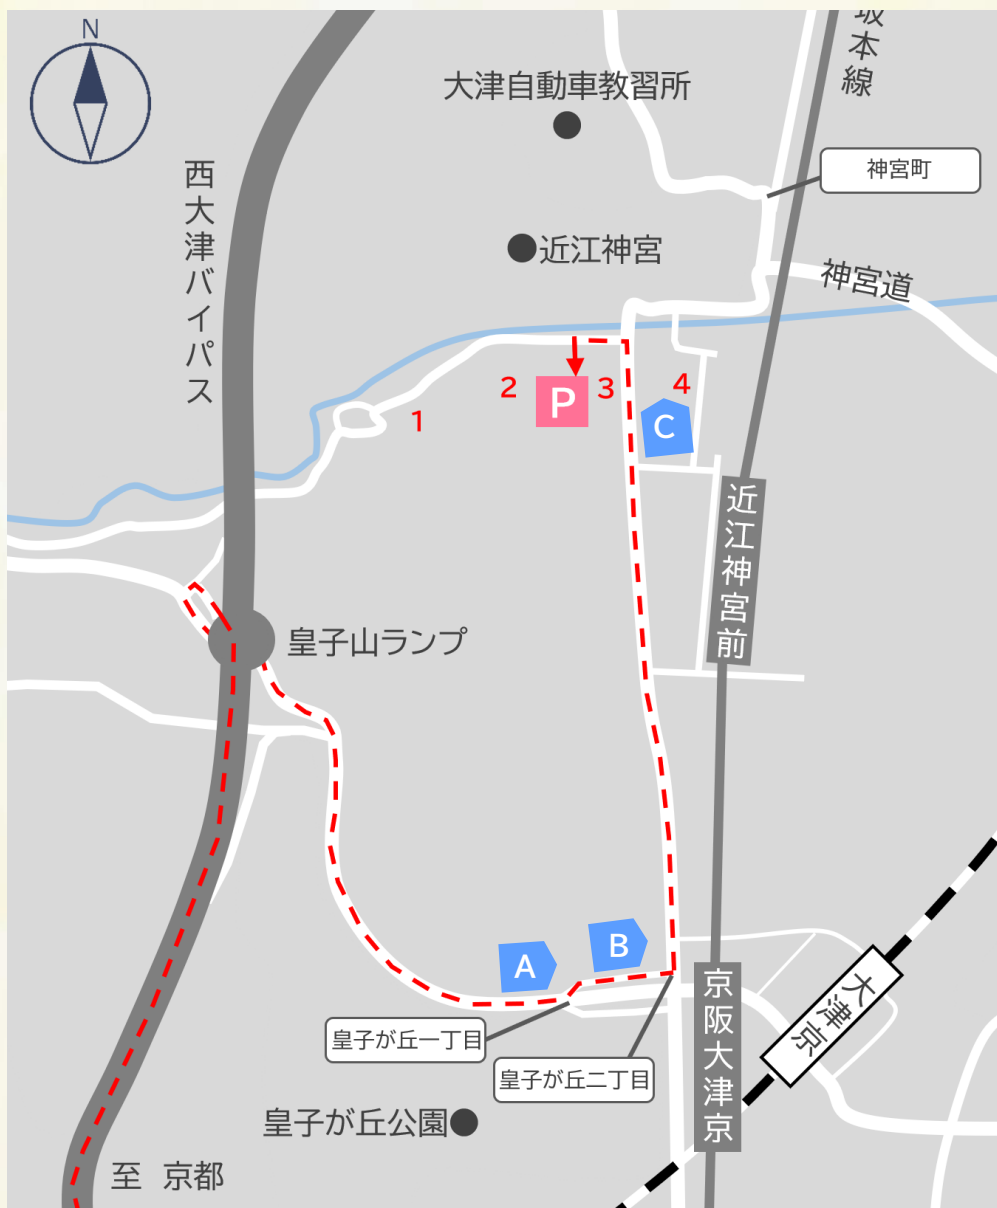 N
坂本線
大津自動車教習所
神宮町
西大津バイパス
近江神宮
神宮道
1
2
P
3
4
C
近江神宮前
皇子山ランプ
A
B
皇子が丘一丁目
皇子が丘二丁目
京阪大津京
大津京
皇子が丘公園
至 京都